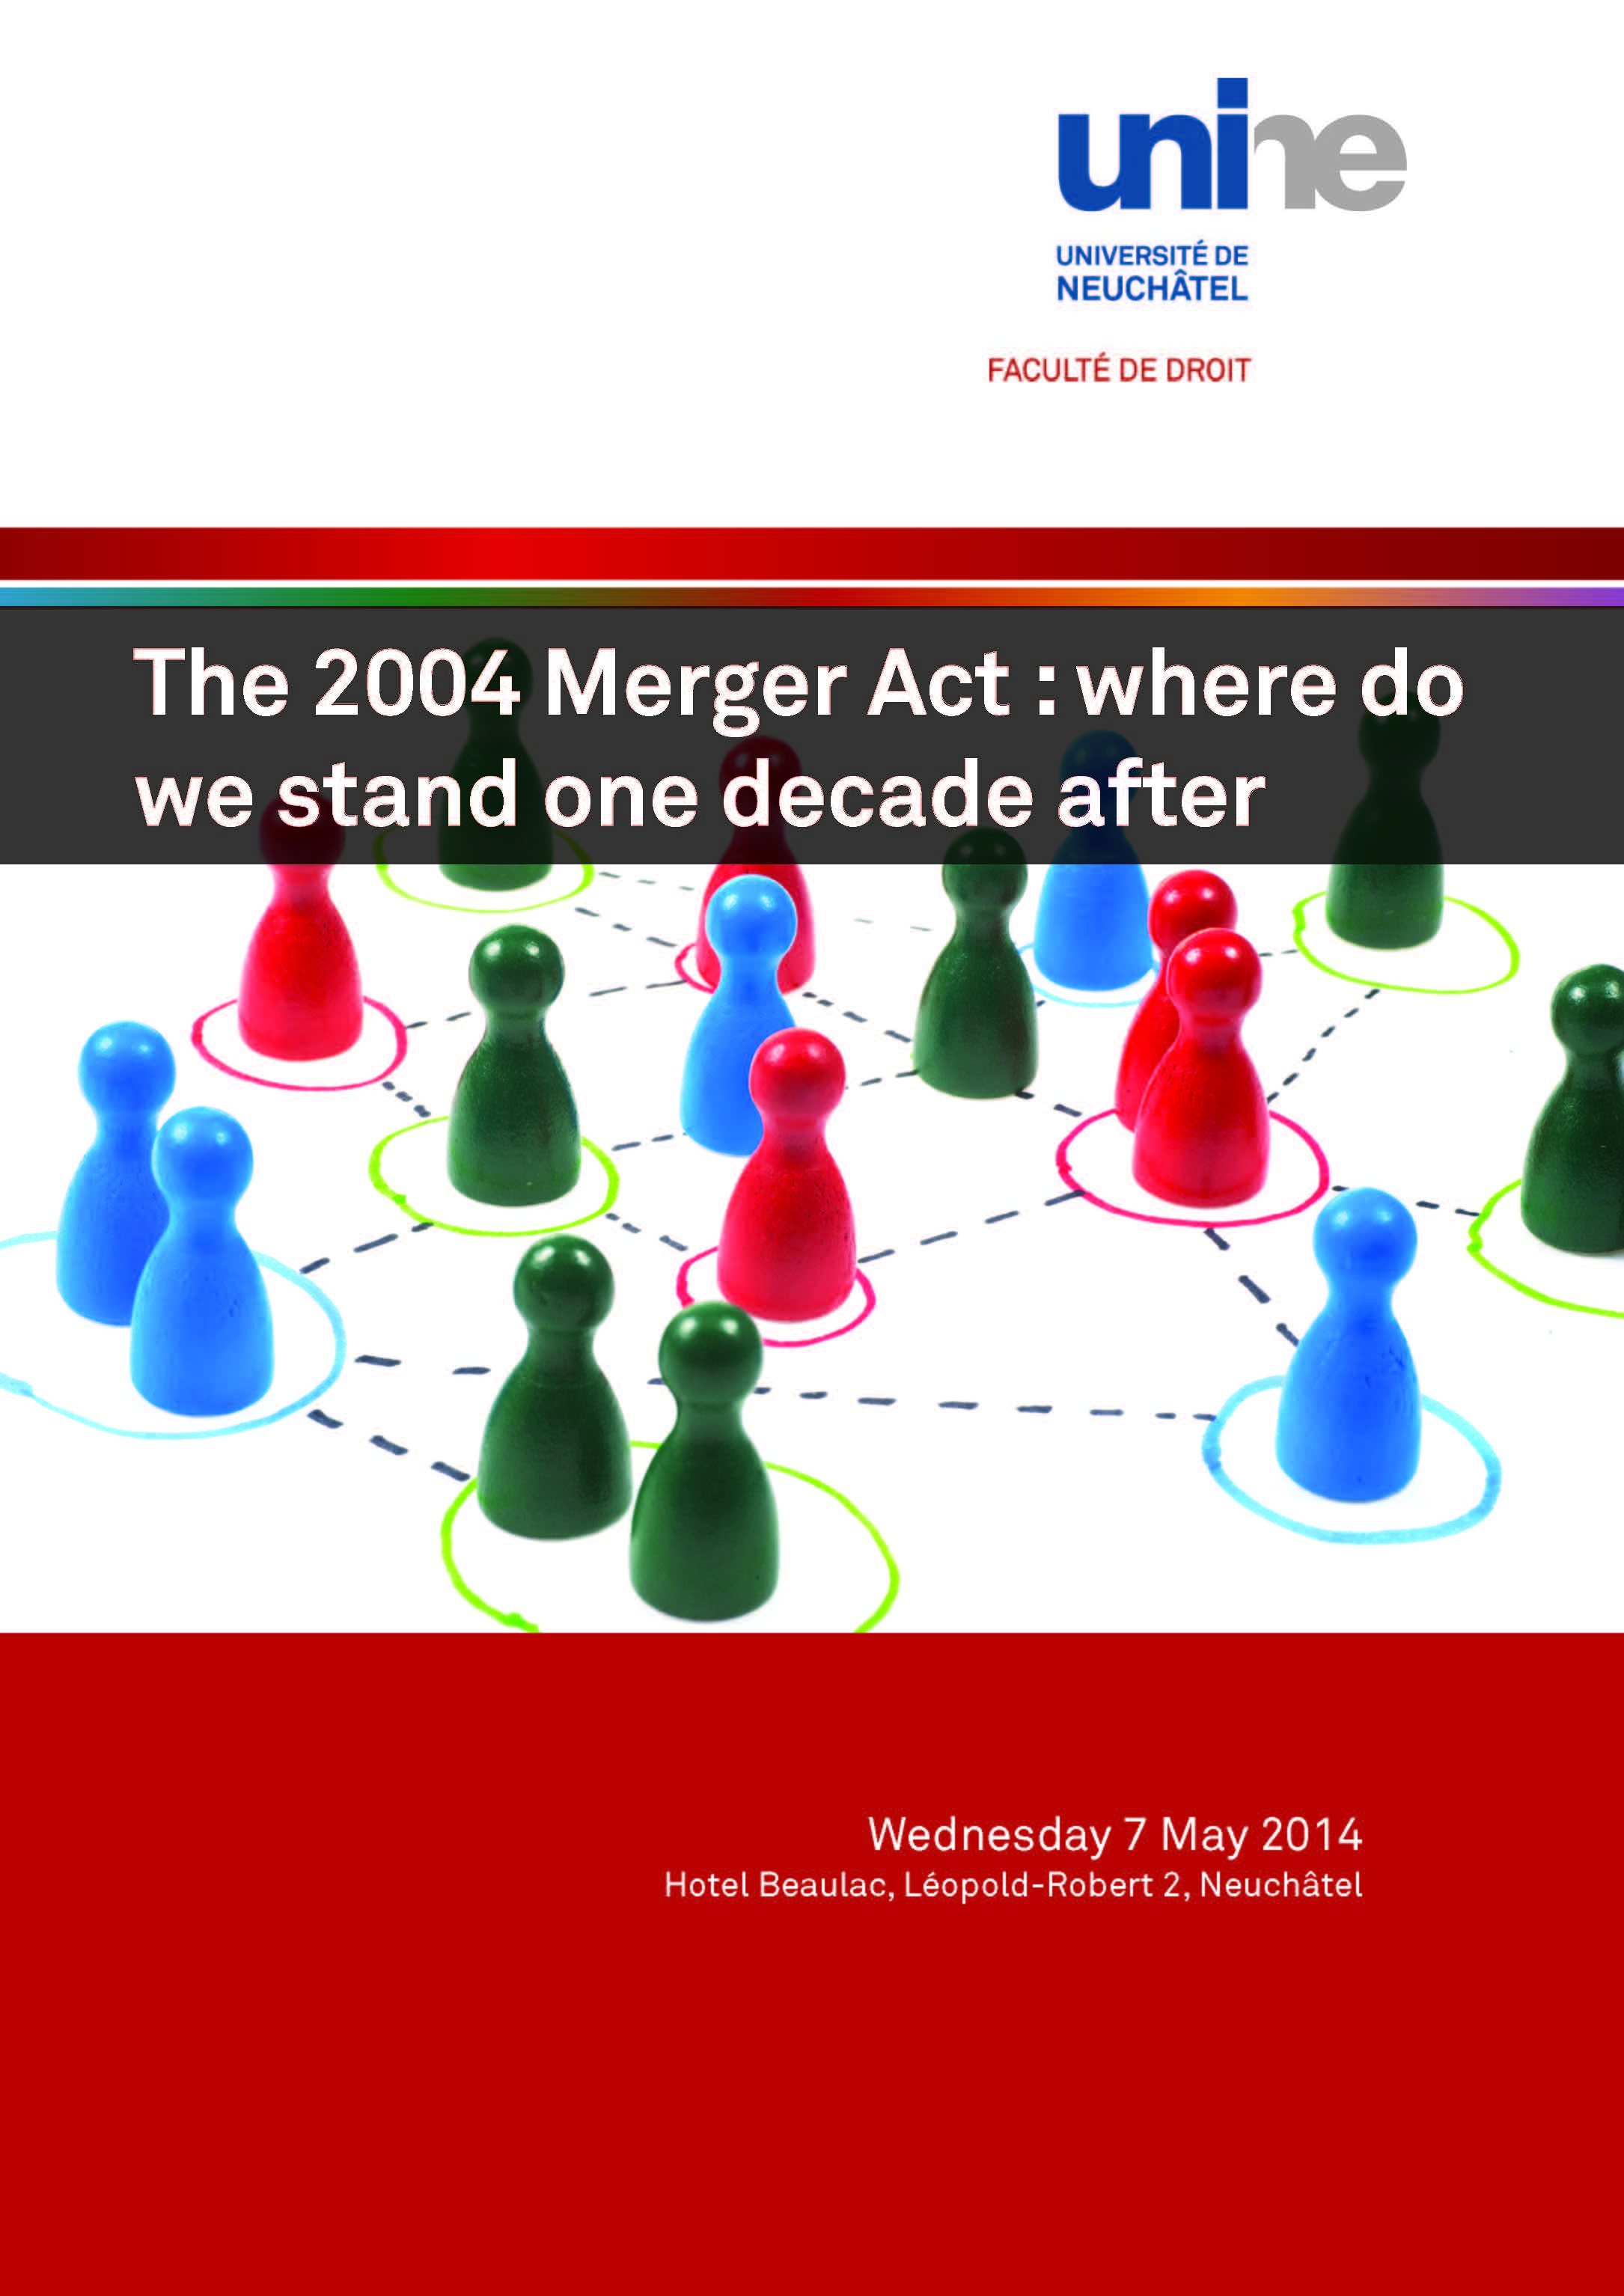 unine
UNIVERSITÉ DE
NEUCHÂTEL
FACULTÉ DE DROIT
The 2004 Merger Act : where do
we stand one decade after
Wednesday 7 May 2014
Hotel Beaulac, Léopold-Robert 2, Neuchâtel